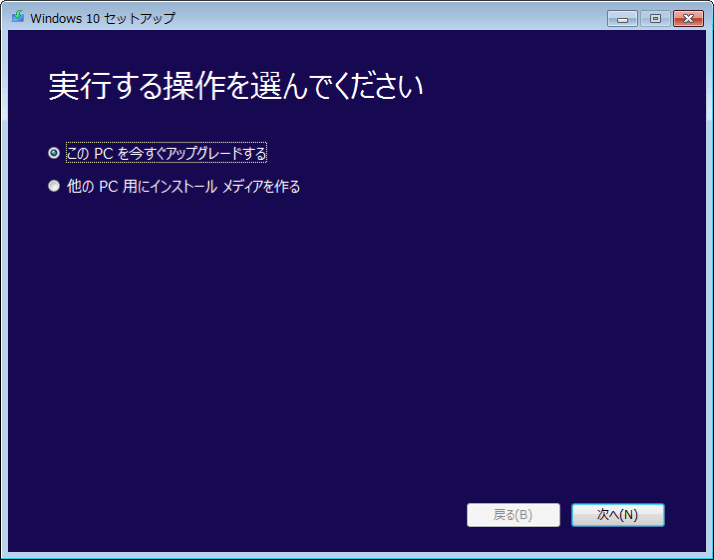 Windows 10 セットアップ
実行する操作を選んでください
この PC を今すぐアップグレードする
他の PC 用にインストール メディアを作る
戻る(B)
次へ(N)